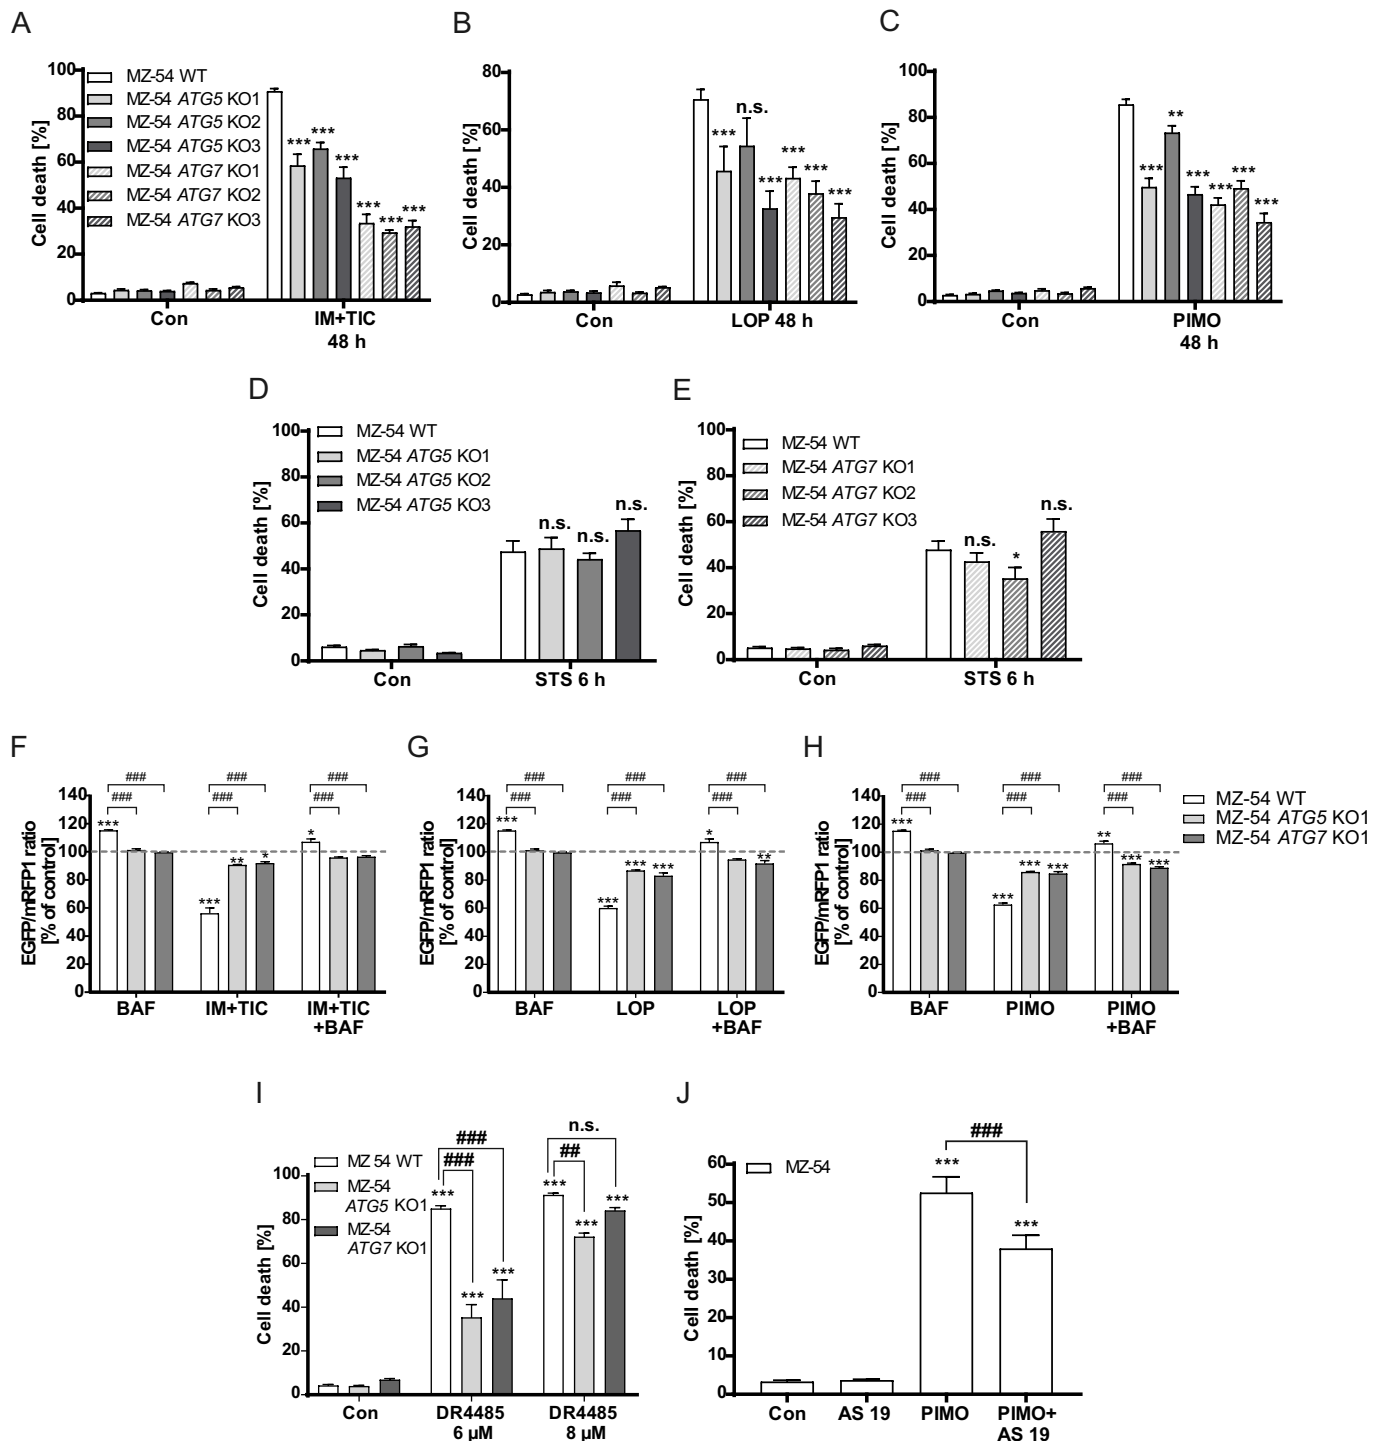 A
Cell death [%]
100
80
60
40
20
0
MZ-54 WT
MZ-54 ATG5 KO1
MZ-54 ATG5 KO2
MZ-54 ATG5 KO3
MZ-54 ATG7 KO1
MZ-54 ATG7 KO2
MZ-54 ATG7 KO3
*** *** *** *** *** ***
Con
IM+TIC
48 h
B
Cell death [%]
80
60
40
20
0
*** n.s. *** *** *** ***
Con
LOP 48 h
C
Cell death [%]
100
80
60
40
20
0
*** ** *** *** *** ***
Con
PIMO
48 h
D
Cell death [%]
100
80
60
40
20
0
MZ-54 WT
MZ-54 ATG5 KO1
MZ-54 ATG5 KO2
MZ-54 ATG5 KO3
n.s. n.s. n.s.
Con
STS 6 h
E
Cell death [%]
100
80
60
40
20
0
MZ-54 WT
MZ-54 ATG7 KO1
MZ-54 ATG7 KO2
MZ-54 ATG7 KO3
n.s. * n.s.
Con
STS 6 h
F
EGFP/mRFP1 ratio
[% of control]
140
120
100
80
60
40
20
0
### ### ###
### ### ###
*** *** ** * *
BAF
IM+TIC
IM+TIC
+BAF
G
EGFP/mRFP1 ratio
[% of control]
140
120
100
80
60
40
20
0
### ### ###
### ### ###
*** *** *** *** * **
BAF
LOP
LOP
+BAF
H
EGFP/mRFP1 ratio
[% of control]
140
120
100
80
60
40
20
0
### ### ###
### ### ###
*** *** *** *** ** *** ***
BAF
PIMO
PIMO
+BAF
MZ-54 WT
MZ-54 ATG5 KO1
MZ-54 ATG7 KO1
I
Cell death [%]
100
80
60
40
20
0
MZ 54 WT
MZ-54
ATG5 KO1
MZ-54
ATG7 KO1
### n.s.
### ##
*** *** *** *** *** ***
Con
DR4485
6 µM
DR4485
8 µM
J
Cell death [%]
60
50
40
30
20
10
0
MZ-54
###
*** ***
Con
AS 19
PIMO
PIMO+
AS 19